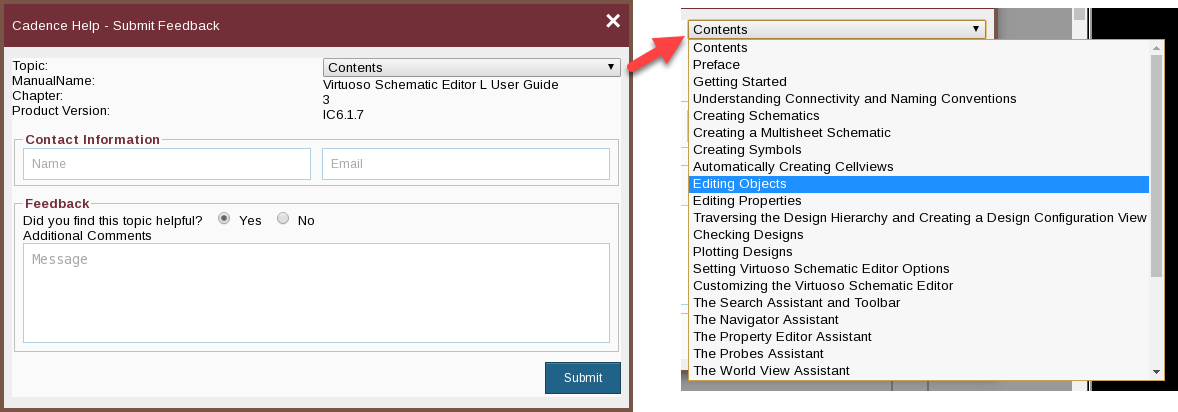 Cadence Help - Submit Feedback
Topic:
Contents
ManualName:
Virtuoso Schematic Editor L User Guide
Chapter:
3
Product Version:
IC6.1.7
Contact Information
Name
Email
Feedback
Did you find this topic helpful?
Yes
No
Additional Comments
Message
Submit
Contents
Contents
Preface
Getting Started
Understanding Connectivity and Naming Conventions
Creating Schematics
Creating a Multisheet Schematic
Creating Symbols
Automatically Creating Cellviews
Editing Objects
Editing Properties
Traversing the Design Hierarchy and Creating a Design Configuration View
Checking Designs
Plotting Designs
Setting Virtuoso Schematic Editor Options
Customizing the Virtuoso Schematic Editor
The Search Assistant and Toolbar
The Navigator Assistant
The Property Editor Assistant
The Probes Assistant
The World View Assistant